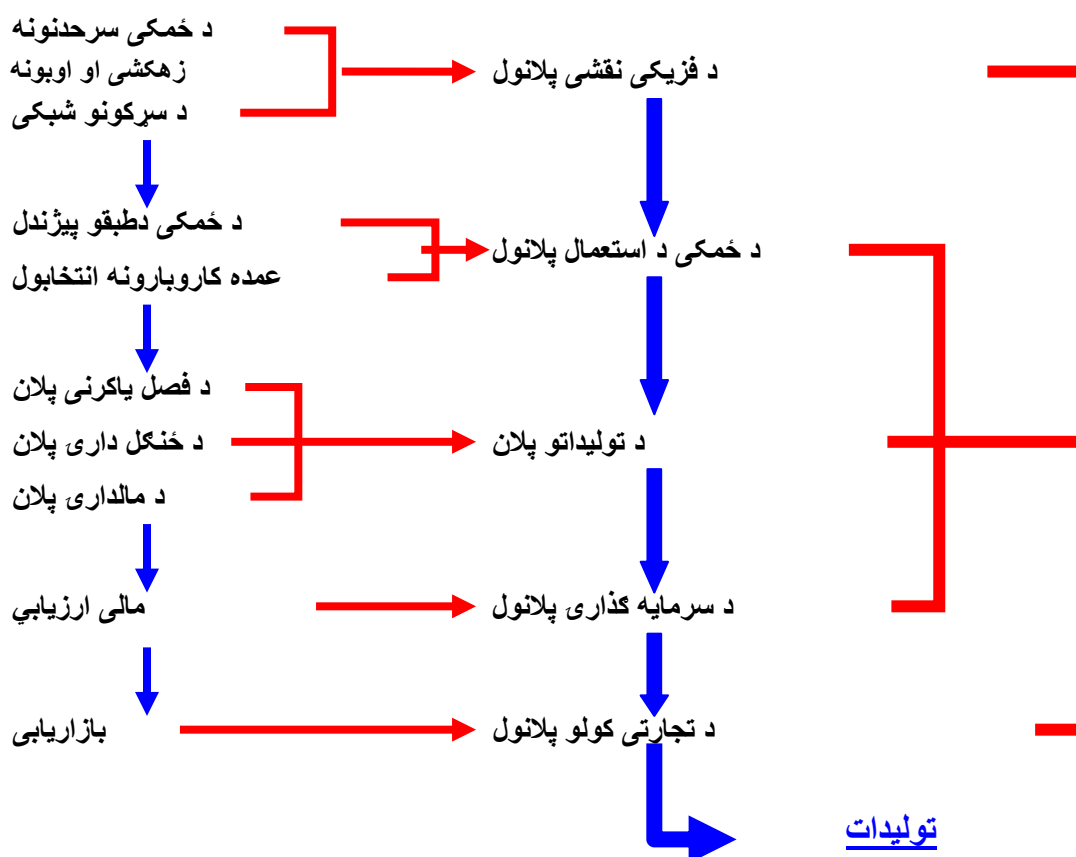 د ځمکی سرحدنونه
زهکشی او اوبونه
د سړکونو شبکی
د فزیکی نقشی پلانول
د ځمکی دطبقو پیژندل
عمده کاروبارونه انتخابول
د ځمکی د استعمال پلانول
د فصل یاکرنی پلان
د ځنګل داری پلان
د مالداری پلان
د تولیداتو پلان
مالی ارزیابي
د سرمایه ګذاری پلانول
بازاریابی
د تجارتی کولو پلانول
تولیدات